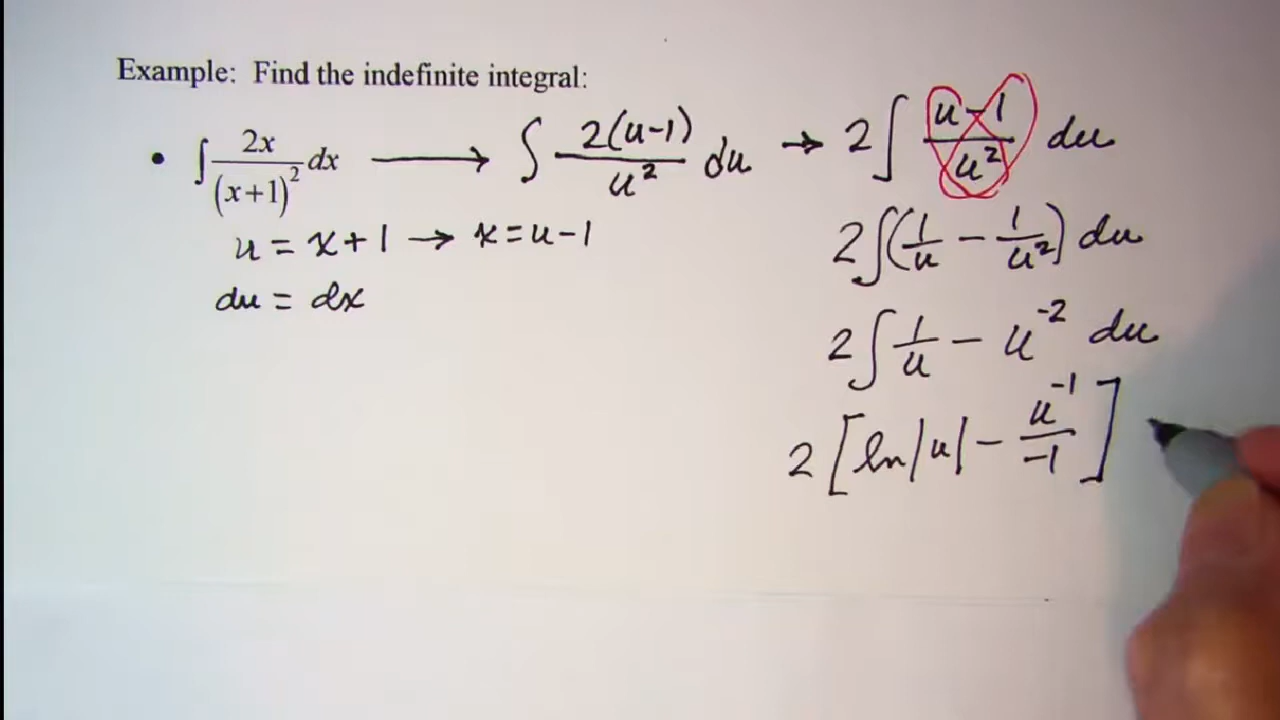 Example: Find the indefinite integral:
• ∫ 2x/(x+1)² dx ⟶ ∫ 2(u-1)/u² du → 2 ∫ (u-1)/u² du
u = x+1 → x = u-1
du = dx
2∫(1/u − 1/u²) du
2∫ 1/u − u⁻² du
2[ln|u| − u⁻¹/-1]